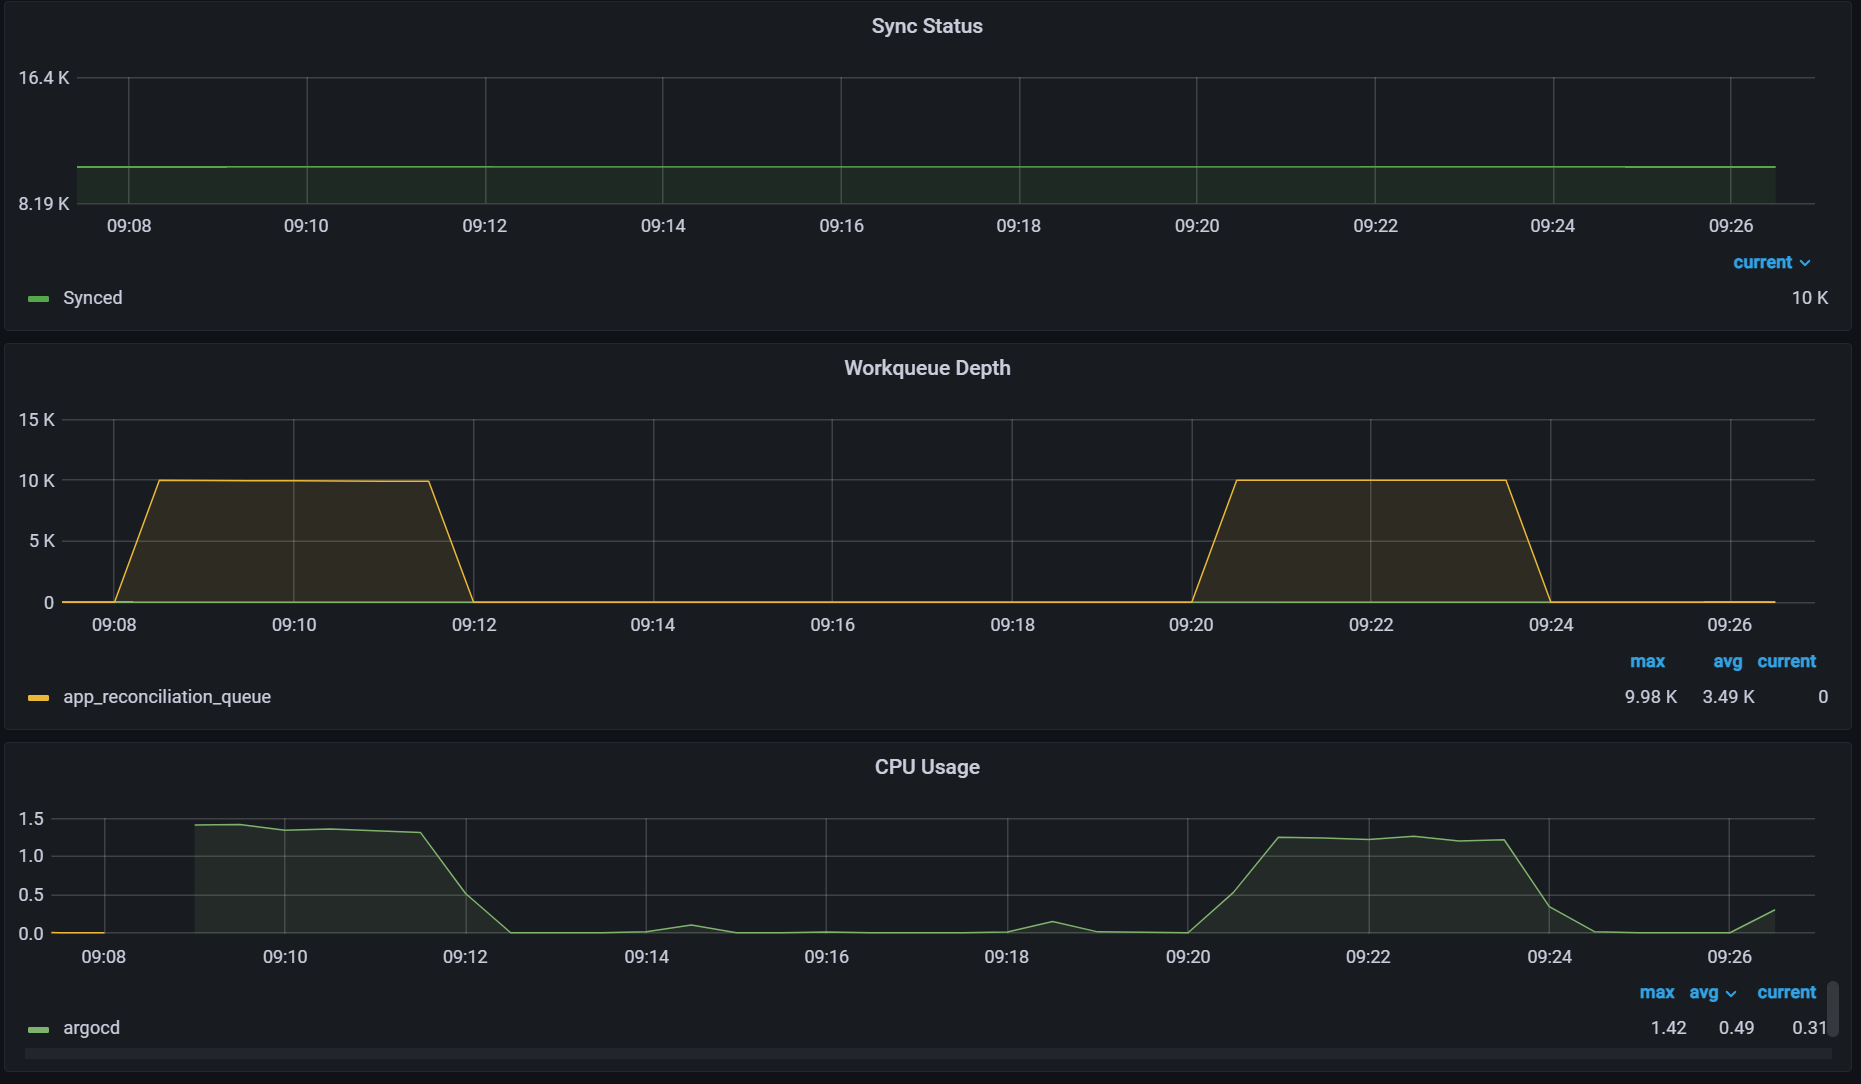 Sync Status
16.4 K
8.19 K
09:08 09:10 09:12 09:14 09:16 09:18 09:20 09:22 09:24 09:26
current
Synced 10 K
Workqueue Depth
15 K
10 K
5 K
0
09:08 09:10 09:12 09:14 09:16 09:18 09:20 09:22 09:24 09:26
max avg current
app_reconciliation_queue 9.98 K 3.49 K 0
CPU Usage
1.5
1.0
0.5
0.0
09:08 09:10 09:12 09:14 09:16 09:18 09:20 09:22 09:24 09:26
max avg current
argocd 1.42 0.49 0.31